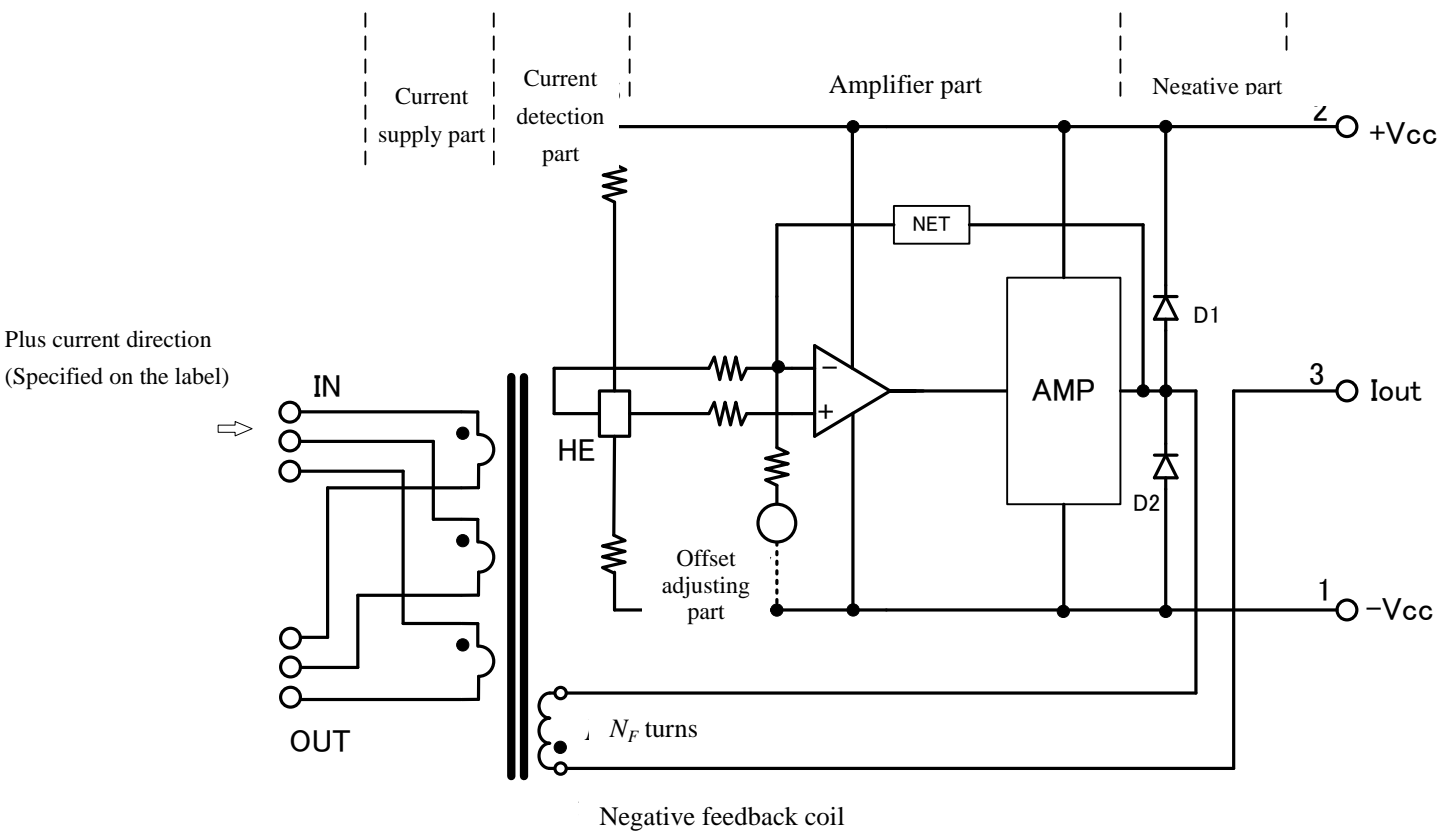 Current
supply part
Current
detection
part
Amplifier part
Negative part
2
+Vcc
NET
D1
Plus current direction
(Specified on the label)
IN
HE
−
+
AMP
3
Iout
D2
Offset
adjusting
part
1
−Vcc
OUT
N_F turns
Negative feedback coil